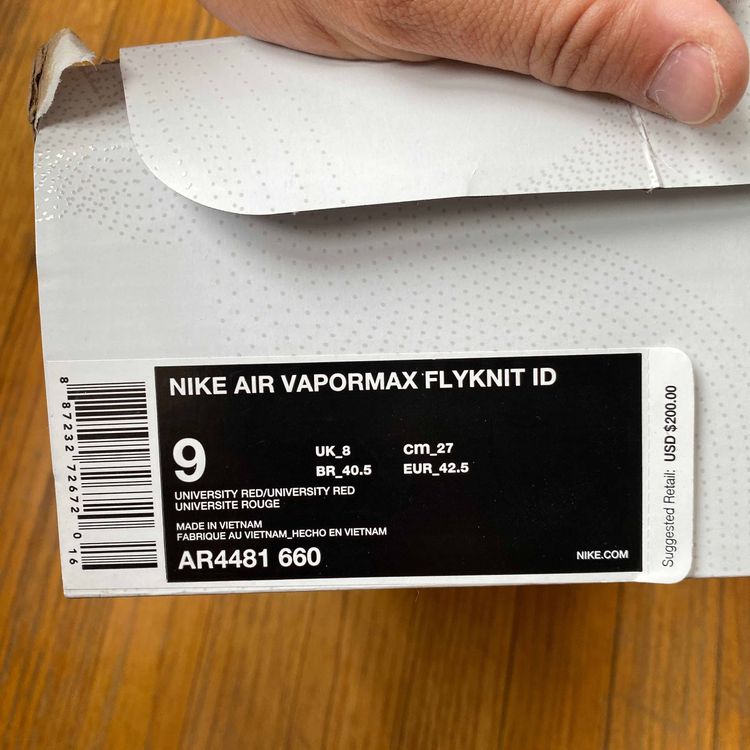 NIKE AIR VAPORMAX FLYKNIT ID
9
UK_8 cm_27
BR_40.5 EUR_42.5
UNIVERSITY RED/UNIVERSITY RED
UNIVERSITE ROUGE
MADE IN VIETNAM
FABRIQUE AU VIETNAM_HECHO EN VIETNAM
AR4481 660
NIKE.COM
8 87232 72672 016
Suggested Retail: USD $200.00